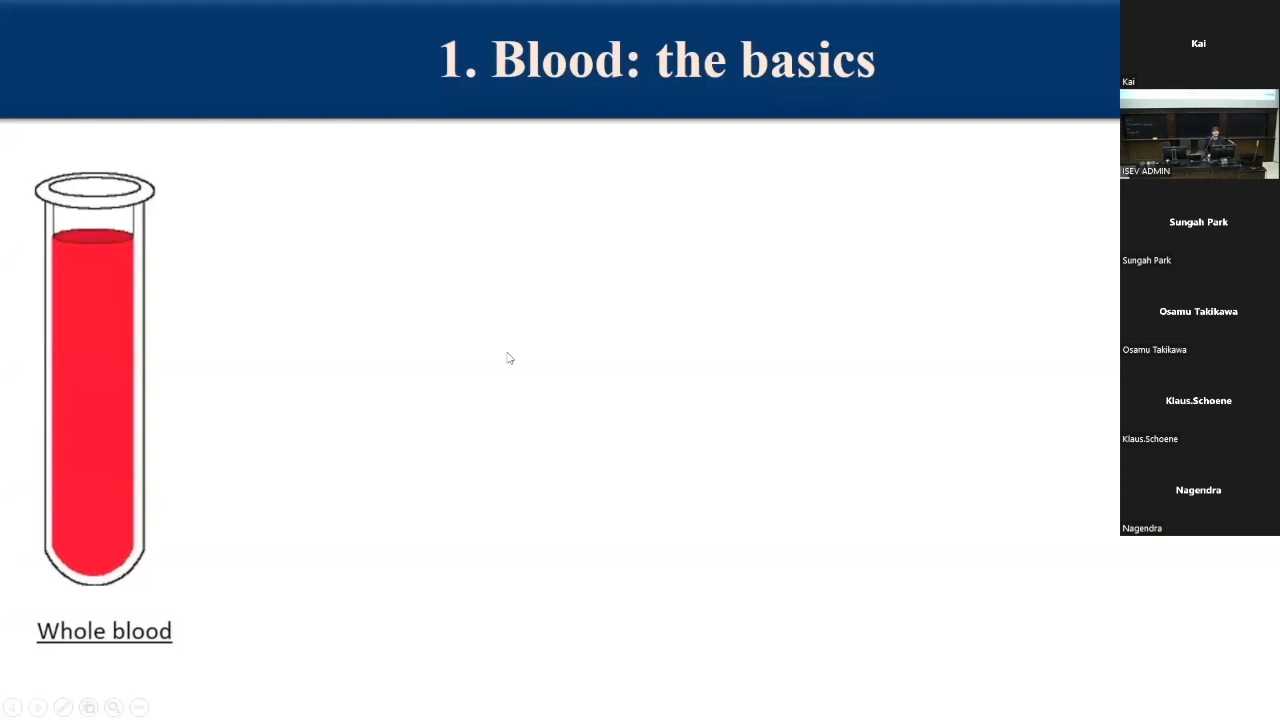 1. Blood: the basics
Whole blood
Kai
Kai
ISEV ADMIN
Sungah Park
Sungah Park
Osamu Takikawa
Osamu Takikawa
Klaus.Schoene
Klaus.Schoene
Nagendra
Nagendra